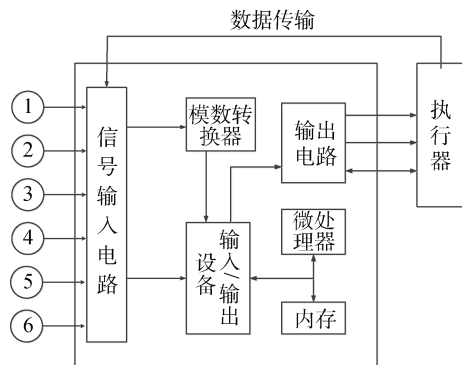 数据传输
1
2
3
4
5
6
信号输入电路
模数转
换器
输入/输出
设备
输出
电路
微处
理器
内存
执行器